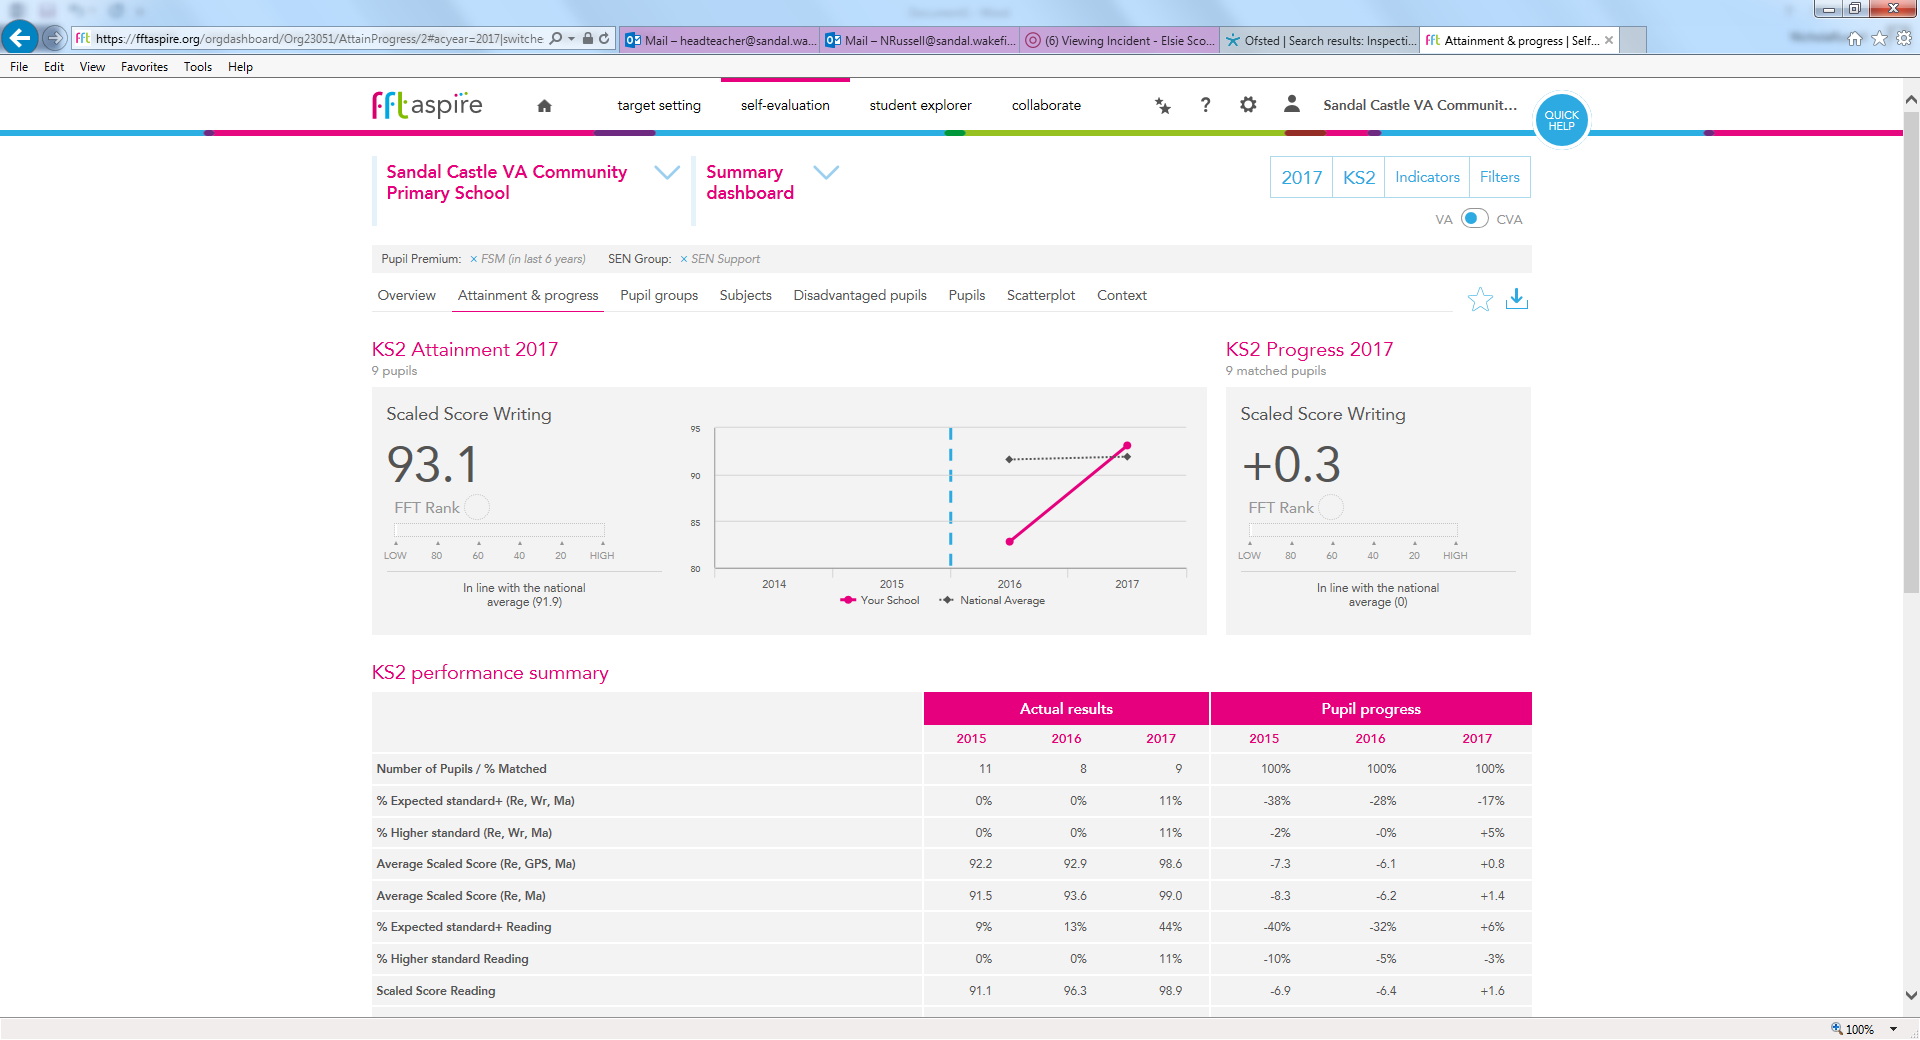 https://fftaspire.org/orgdashboard/Org23051/AttainProgress/2#acyear=2017|switche
Mail – headteacher@sandal.wa...
Mail – NRussell@sandal.wakefi...
(6) Viewing Incident - Elsie Sco...
Ofsted | Search results: Inspecti...
fft Attainment & progress | Self...
File Edit View Favorites Tools Help
fft aspire
target setting self-evaluation student explorer collaborate
? Sandal Castle VA Communit...
QUICK
HELP
Sandal Castle VA Community
Primary School
Summary
dashboard
2017 KS2 Indicators Filters
VA CVA
Pupil Premium: × FSM (in last 6 years) SEN Group: × SEN Support
Overview Attainment & progress Pupil groups Subjects Disadvantaged pupils Pupils Scatterplot Context
KS2 Attainment 2017
9 pupils
Scaled Score Writing
93.1
FFT Rank
LOW 80 60 40 20 HIGH
In line with the national
average (91.9)
95
90
85
80
2014 2015 2016 2017
Your School National Average
KS2 Progress 2017
9 matched pupils
Scaled Score Writing
+0.3
FFT Rank
LOW 80 60 40 20 HIGH
In line with the national
average (0)
KS2 performance summary
Actual results Pupil progress
2015 2016 2017 2015 2016 2017
Number of Pupils / % Matched 11 8 9 100% 100% 100%
% Expected standard+ (Re, Wr, Ma) 0% 0% 11% -38% -28% -17%
% Higher standard (Re, Wr, Ma) 0% 0% 11% -2% -0% +5%
Average Scaled Score (Re, GPS, Ma) 92.2 92.9 98.6 -7.3 -6.1 +0.8
Average Scaled Score (Re, Ma) 91.5 93.6 99.0 -8.3 -6.2 +1.4
% Expected standard+ Reading 9% 13% 44% -40% -32% +6%
% Higher standard Reading 0% 0% 11% -10% -5% -3%
Scaled Score Reading 91.1 96.3 98.9 -6.9 -6.4 +1.6
100%